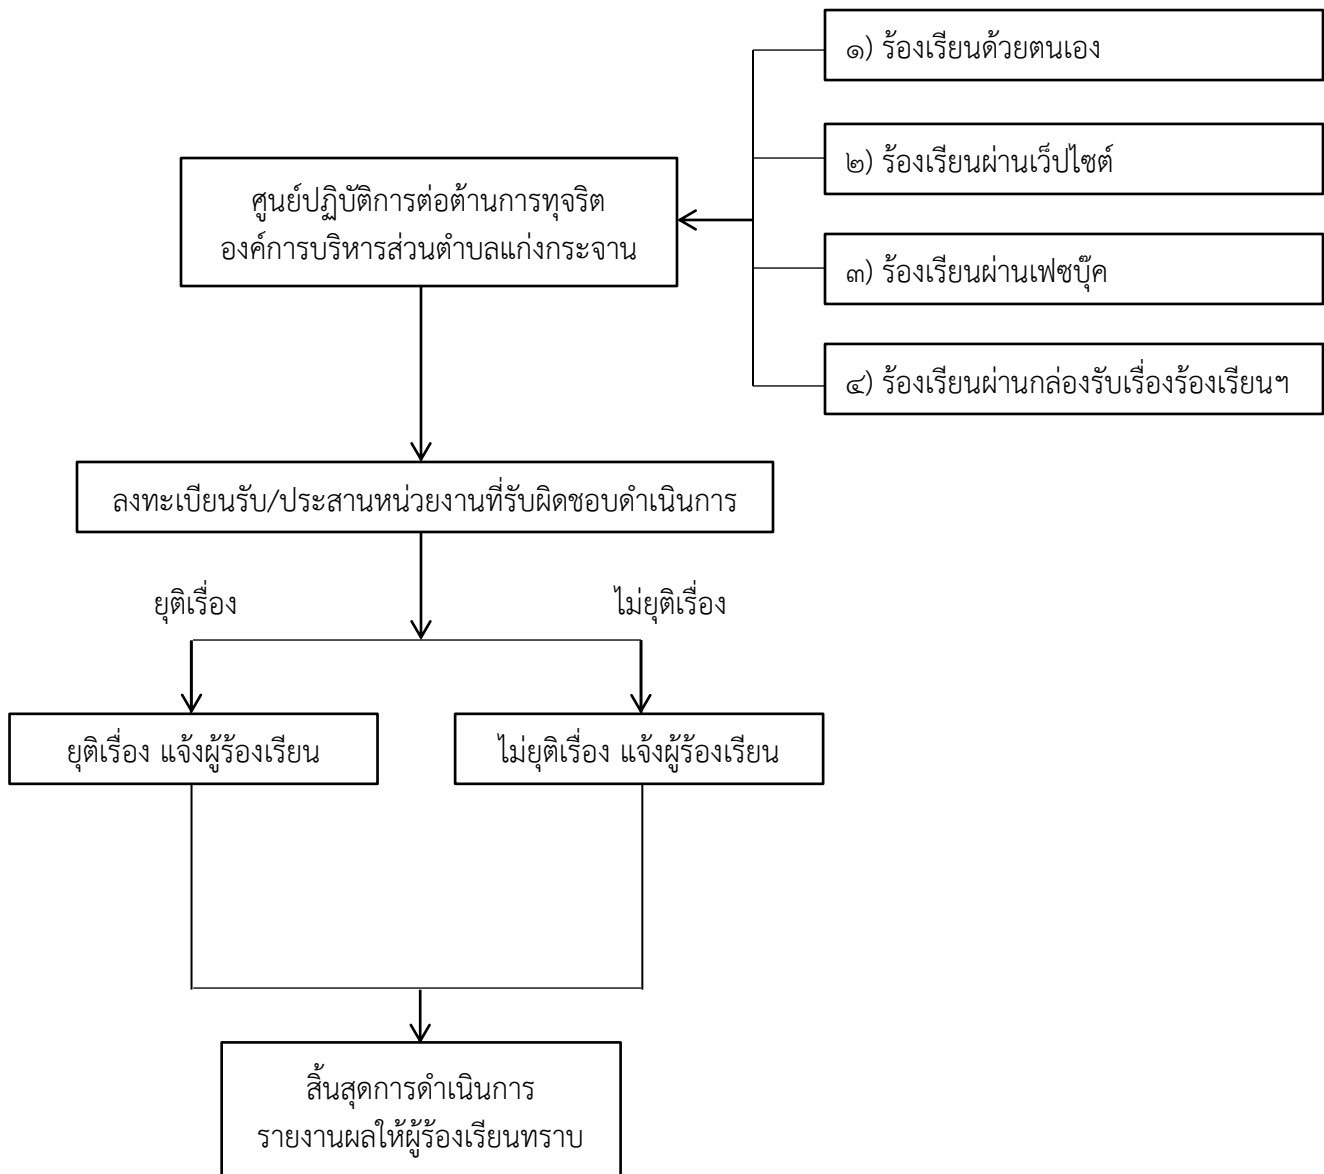 ๑) ร้องเรียนด้วยตนเอง
๒) ร้องเรียนผ่านเว็ปไซต์
ศูนย์ปฏิบัติการต่อต้านการทุจริต
องค์การบริหารส่วนตำบลแก่งกระจาน
๓) ร้องเรียนผ่านเฟซบุ๊ค
๔) ร้องเรียนผ่านกล่องรับเรื่องร้องเรียนฯ
ลงทะเบียนรับ/ประสานหน่วยงานที่รับผิดชอบดำเนินการ
ยุติเรื่อง
ไม่ยุติเรื่อง
ยุติเรื่อง แจ้งผู้ร้องเรียน
ไม่ยุติเรื่อง แจ้งผู้ร้องเรียน
สิ้นสุดการดำเนินการ
รายงานผลให้ผู้ร้องเรียนทราบ